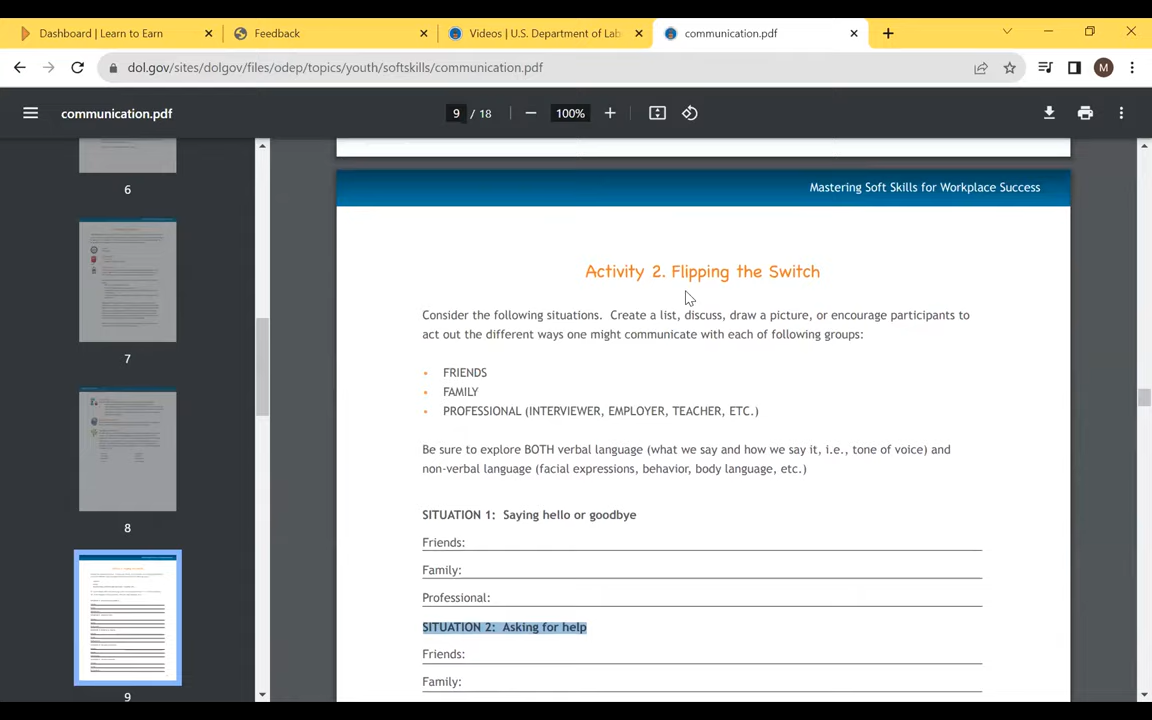 Dashboard | Learn to Earn
Feedback
Videos | U.S. Department of Lab
communication.pdf
dol.gov/sites/dolgov/files/odep/topics/youth/softskills/communication.pdf
M
communication.pdf
9 / 18
100%
6
7
8
9
Mastering Soft Skills for Workplace Success
Activity 2. Flipping the Switch
Consider the following situations. Create a list, discuss, draw a picture, or encourage participants to
act out the different ways one might communicate with each of following groups:
• FRIENDS
• FAMILY
• PROFESSIONAL (INTERVIEWER, EMPLOYER, TEACHER, ETC.)
Be sure to explore BOTH verbal language (what we say and how we say it, i.e., tone of voice) and
non-verbal language (facial expressions, behavior, body language, etc.)
SITUATION 1: Saying hello or goodbye
Friends:
Family:
Professional:
SITUATION 2: Asking for help
Friends:
Family: